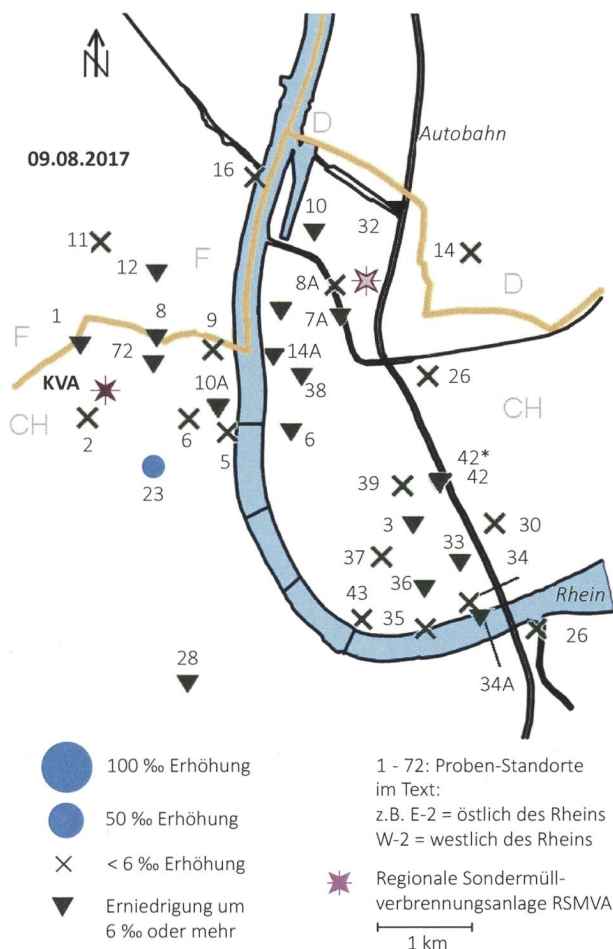 N
D
Autobahn
09.08.2017
16
10
32
11
F
14
12
8A
D
1
8
9
7A
F
72
14A
KVA
10A
38
26
CH
CH
2
6
5
6
42*
23
39
42
3
30
33
37
34
36
43
35
Rhein
26
28
34A
100 ‰ Erhöhung
50 ‰ Erhöhung
< 6 ‰ Erhöhung
Erniedrigung um
6 ‰ oder mehr
1 - 72: Proben-Standorte
im Text:
z.B. E-2 = östlich des Rheins
W-2 = westlich des Rheins
Regionale Sondermüll-
verbrennungsanlage RSMVA
1 km